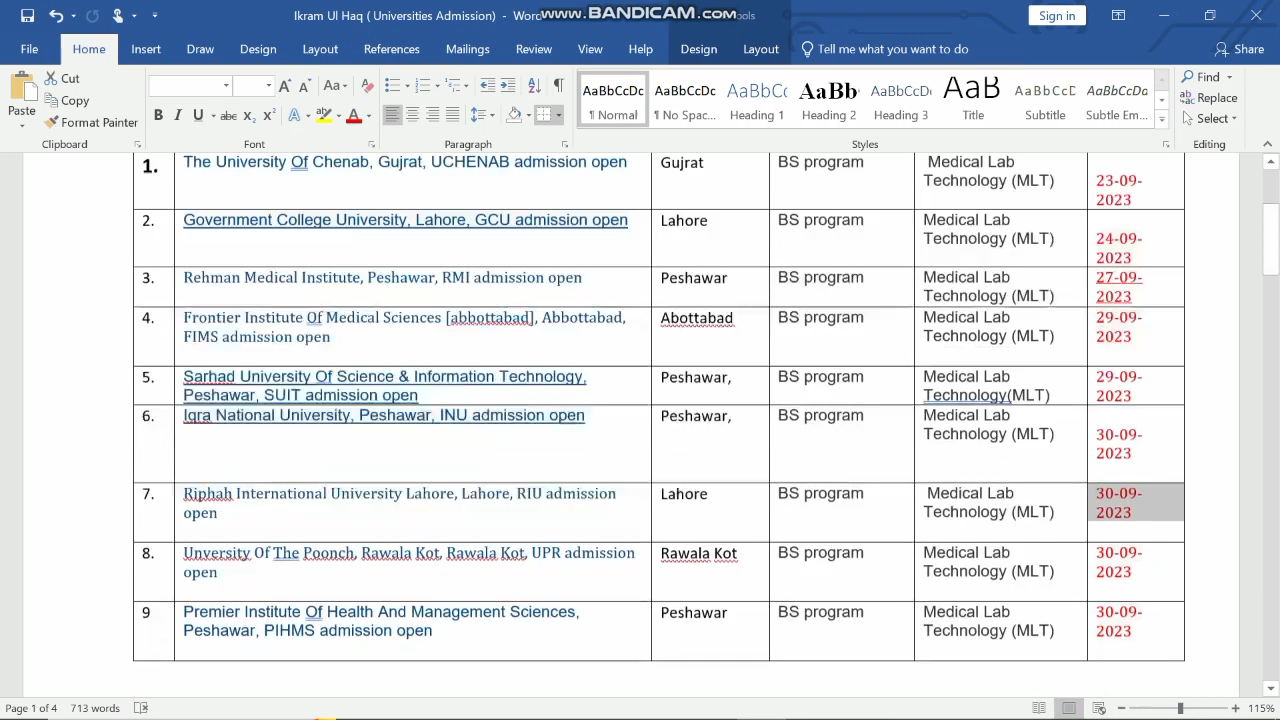 Ikram Ul Haq ( Universities Admission) - Word
www.BANDICAM.com
Sign in
File Home Insert Draw Design Layout References Mailings Review View Help Design Layout Tell me what you want to do Share
Paste
Cut
Copy
Format Painter
Clipboard
Font
Paragraph
AaBbCcDc AaBbCcDc AaBbCc AaBbCc AaBbCcDc AaB AaBbCcD AaBbCcDc
¶ Normal ¶ No Spac... Heading 1 Heading 2 Heading 3 Title Subtitle Subtle Em...
Styles
Find
Replace
Select
Editing
1. The University Of Chenab, Gujrat, UCHENAB admission open Gujrat BS program Medical Lab
Technology (MLT) 23-09-
2023
2. Government College University, Lahore, GCU admission open Lahore BS program Medical Lab
Technology (MLT) 24-09-
2023
3. Rehman Medical Institute, Peshawar, RMI admission open Peshawar BS program Medical Lab 27-09-
Technology (MLT) 2023
4. Frontier Institute Of Medical Sciences [abbottabad], Abbottabad, Abottabad BS program Medical Lab 29-09-
FIMS admission open Technology (MLT) 2023
5. Sarhad University Of Science & Information Technology, Peshawar, BS program Medical Lab 29-09-
Peshawar, SUIT admission open Technology(MLT) 2023
6. Iqra National University, Peshawar, INU admission open Peshawar, BS program Medical Lab
Technology (MLT) 30-09-
2023
7. Riphah International University Lahore, Lahore, RIU admission Lahore BS program Medical Lab 30-09-
open Technology (MLT) 2023
8. Unversity Of The Poonch, Rawala Kot, Rawala Kot, UPR admission Rawala Kot BS program Medical Lab 30-09-
open Technology (MLT) 2023
9 Premier Institute Of Health And Management Sciences, Peshawar BS program Medical Lab 30-09-
Peshawar, PIHMS admission open Technology (MLT) 2023
Page 1 of 4 713 words 115%